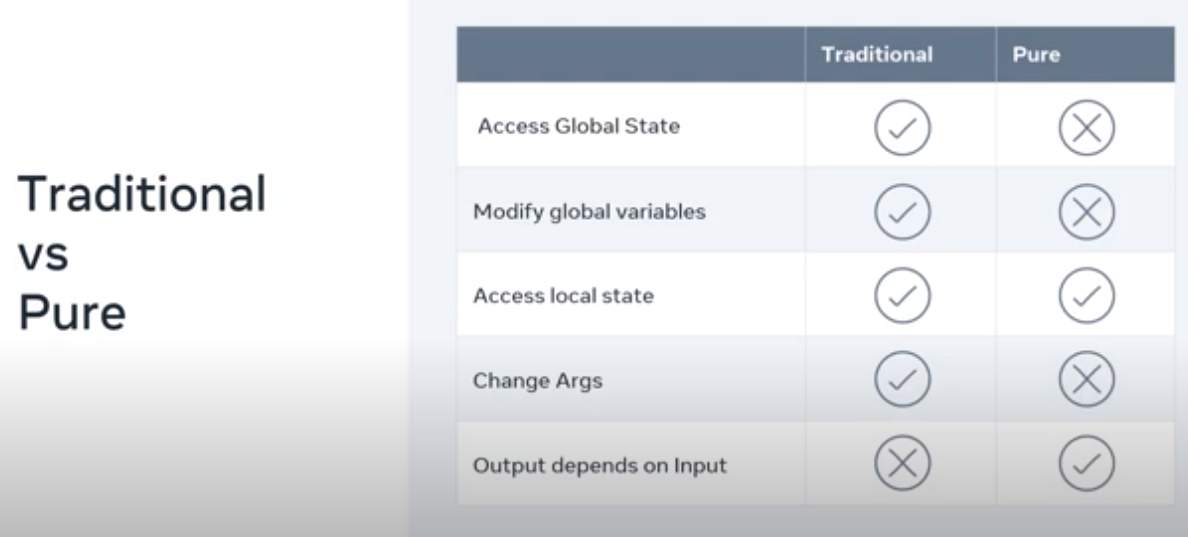 Traditional
vs
Pure
Traditional Pure
Access Global State
Modify global variables
Access local state
Change Args
Output depends on Input